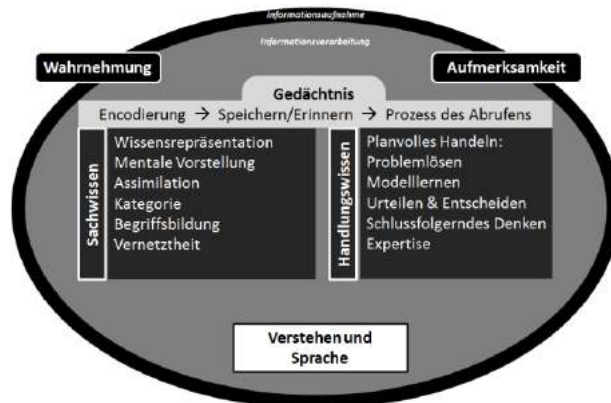 Informationsaufnahme
Informationsverarbeitung
Wahrnehmung
Aufmerksamkeit
Gedächtnis
Encodierung → Speichern/Erinnern → Prozess des Abrufens
Sachwissen
Wissensrepräsentation
Mentale Vorstellung
Assimilation
Kategorie
Begriffsbildung
Vernetztheit
Handlungswissen
Planvolles Handeln:
Problemlösen
Modelllernen
Urteilen & Entscheiden
Schlussfolgerndes Denken
Expertise
Verstehen und
Sprache